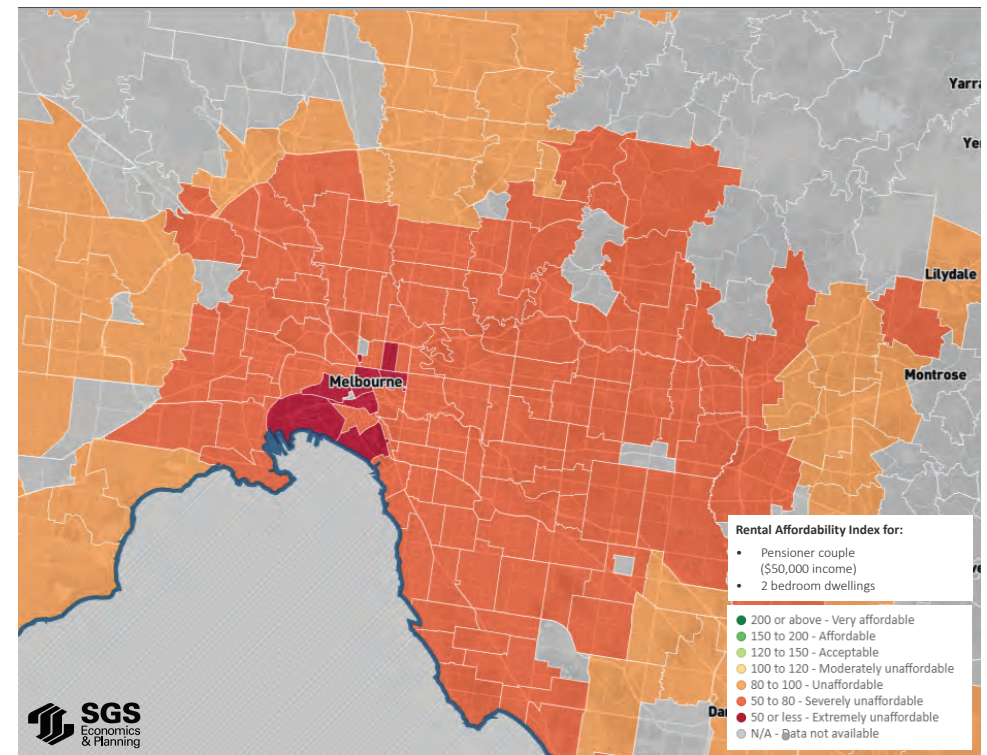 Yarra
Ye
Lilydale
Melbourne
Montrose
Rental Affordability Index for:
• Pensioner couple
($50,000 income)
• 2 bedroom dwellings
200 or above - Very affordable
150 to 200 - Affordable
120 to 150 - Acceptable
100 to 120 - Moderately unaffordable
80 to 100 - Unaffordable
50 to 80 - Severely unaffordable
50 or less - Extremely unaffordable
N/A - Data not available
Da
SGS
Economics
& Planning